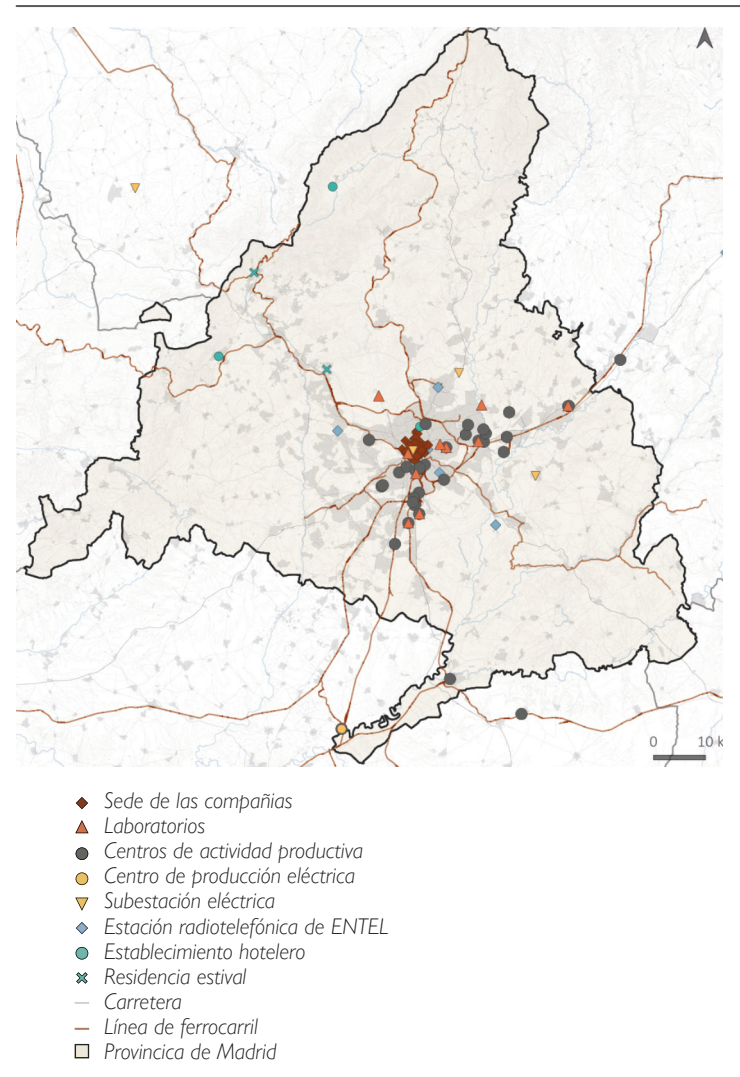 0 10 k
Sede de las compañias
Laboratorios
Centros de actividad productiva
Centro de producción eléctrica
Subestación eléctrica
Estación radiotelefónica de ENTEL
Establecimiento hotelero
Residencia estival
Carretera
Línea de ferrocarril
Provincica de Madrid